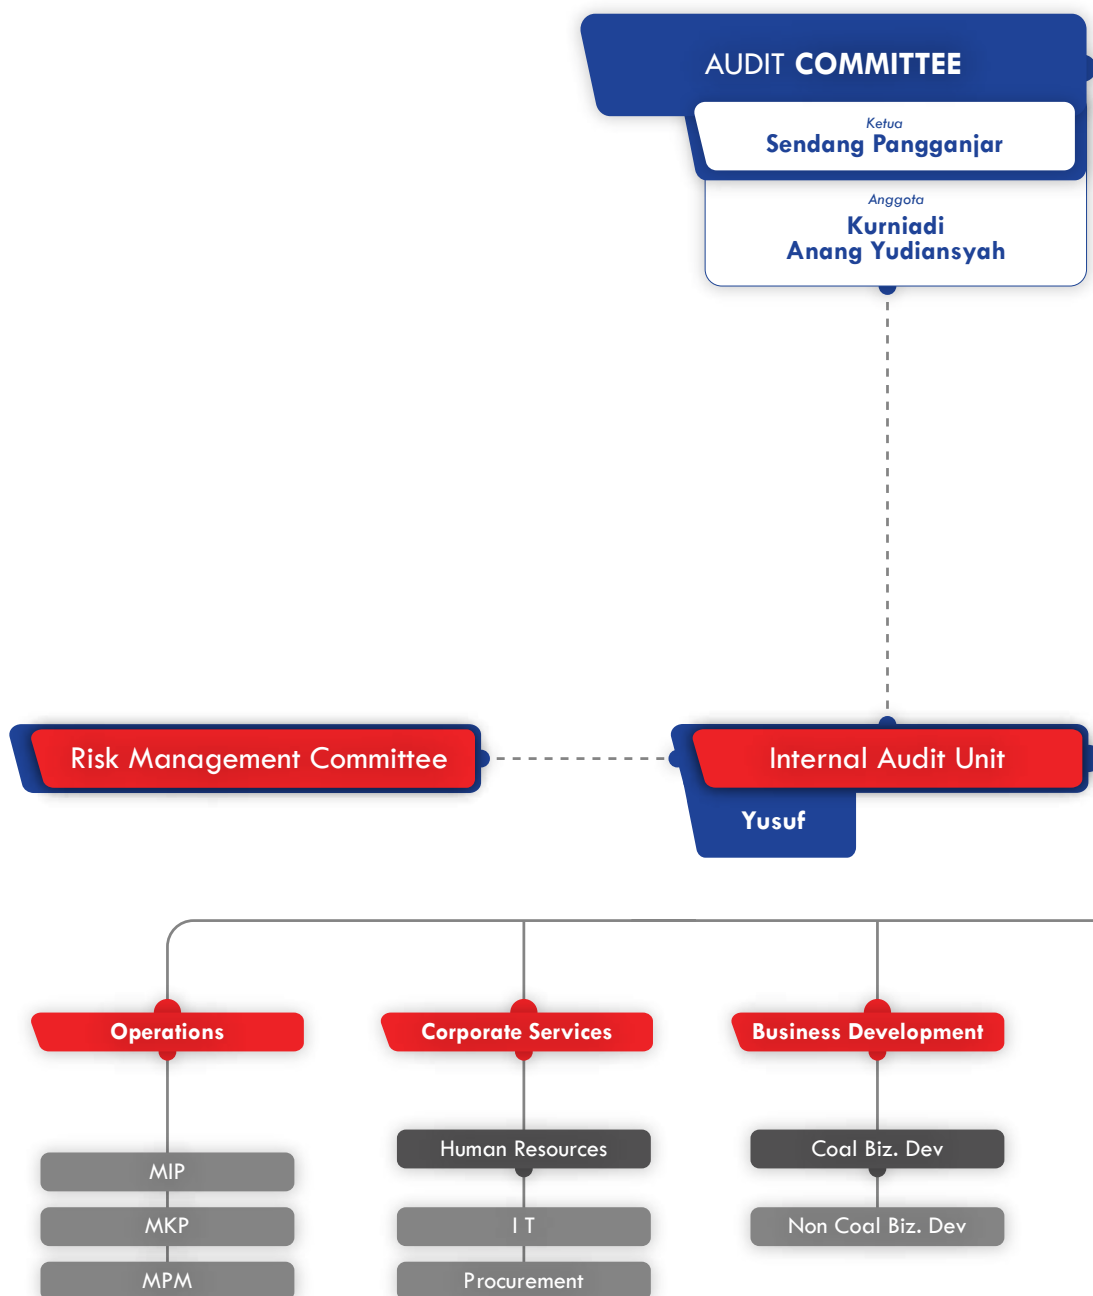 AUDIT COMMITTEE
Ketua
Sendang Pangganjar
Anggota
Kurniadi
Anang Yudiansyah
Risk Management Committee
Internal Audit Unit
Yusuf
Operations
Corporate Services
Business Development
MIP
MKP
MPM
Human Resources
I T
Procurement
Coal Biz. Dev
Non Coal Biz. Dev